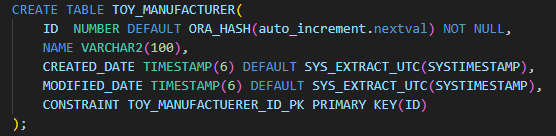 CREATE TABLE TOY_MANUFACTURER(
    ID  NUMBER DEFAULT ORA_HASH(auto_increment.nextval) NOT NULL,
    NAME VARCHAR2(100),
    CREATED_DATE TIMESTAMP(6) DEFAULT SYS_EXTRACT_UTC(SYSTIMESTAMP),
    MODIFIED_DATE TIMESTAMP(6) DEFAULT SYS_EXTRACT_UTC(SYSTIMESTAMP),
    CONSTRAINT TOY_MANUFACTUERER_ID_PK PRIMARY KEY(ID)
);